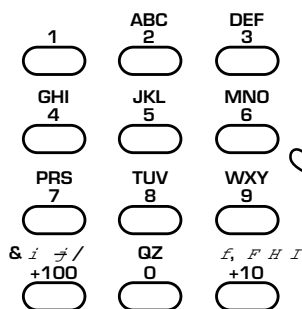 ABC DEF
1 2 3
GHI JKL MNO
4 5 6
PRS TUV WXY
7 8 9
& i j / QZ f, F H I
+100 0 +10